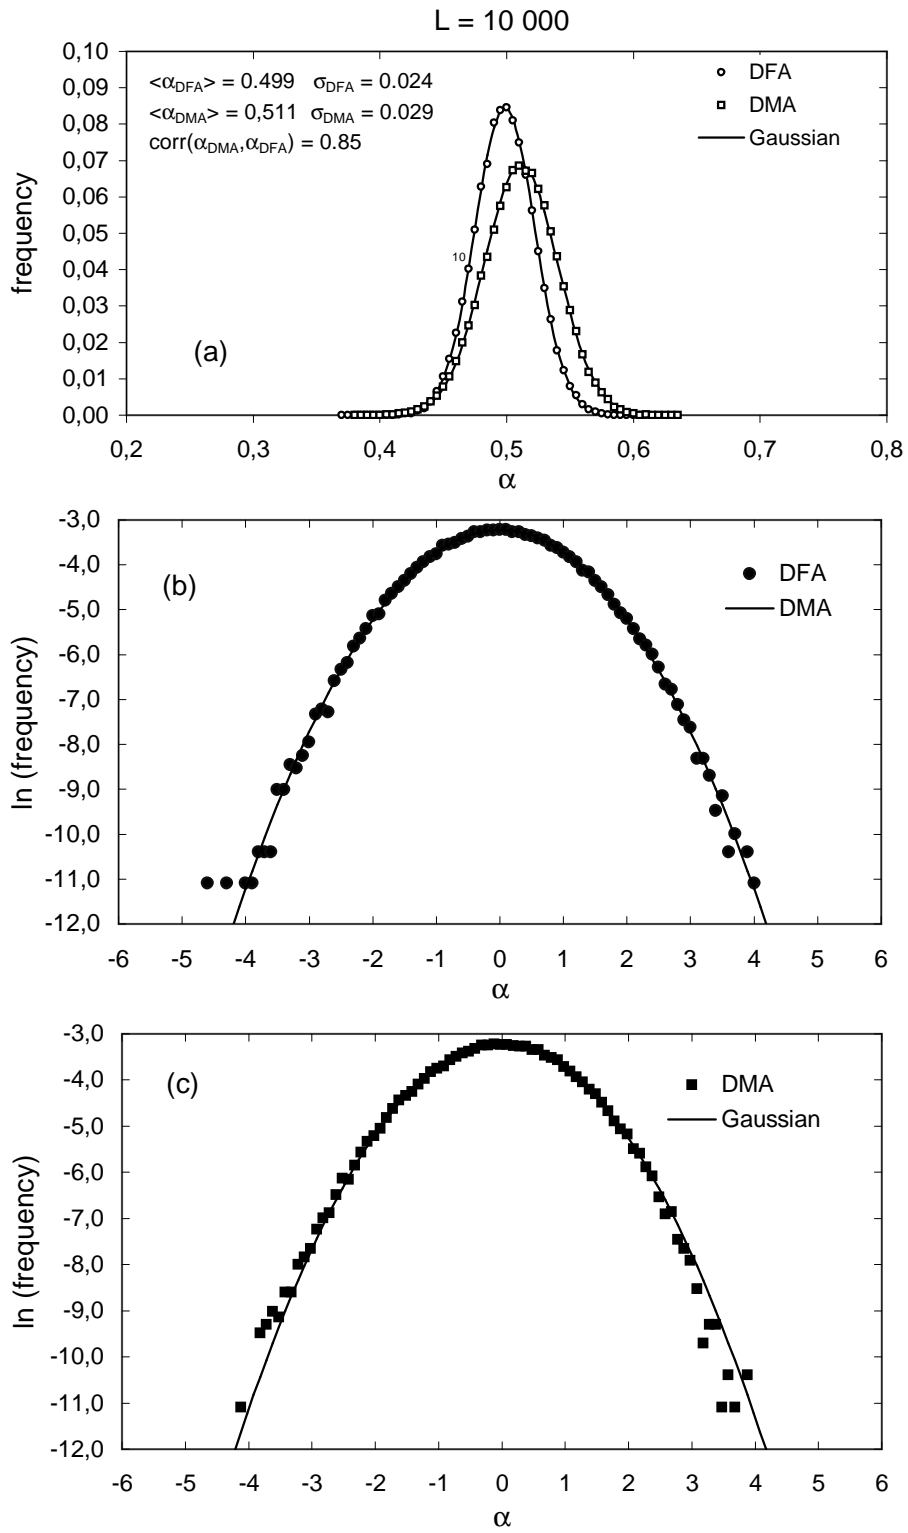 L = 10 000
0,10
0,09
0,08
0,07
0,06
0,05
0,04
0,03
0,02
0,01
0,00
frequency
<α_DFA> = 0.499 σ_DFA = 0.024
<α_DMA> = 0,511 σ_DMA = 0.029
corr(α_DMA,α_DFA) = 0.85
DFA
DMA
Gaussian
10
(a)
0,2 0,3 0,4 0,5 0,6 0,7 0,8
α
-3,0
-4,0
-5,0
-6,0
-7,0
-8,0
-9,0
-10,0
-11,0
-12,0
ln (frequency)
(b)
DFA
DMA
-6 -5 -4 -3 -2 -1 0 1 2 3 4 5 6
α
-3,0
-4,0
-5,0
-6,0
-7,0
-8,0
-9,0
-10,0
-11,0
-12,0
ln (frequency)
(c)
DMA
Gaussian
-6 -5 -4 -3 -2 -1 0 1 2 3 4 5 6
α